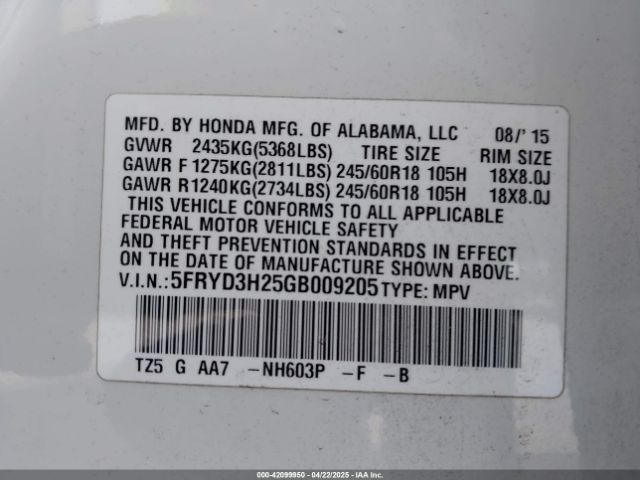 MFD. BY HONDA MFG. OF ALABAMA, LLC 08/' 15
GVWR 2435KG(5368LBS) TIRE SIZE RIM SIZE
GAWR F 1275KG(2811LBS) 245/60R18 105H 18X8.0J
GAWR R1240KG(2734LBS) 245/60R18 105H 18X8.0J
THIS VEHICLE CONFORMS TO ALL APPLICABLE
FEDERAL MOTOR VEHICLE SAFETY
AND THEFT PREVENTION STANDARDS IN EFFECT
ON THE DATE OF MANUFACTURE SHOWN ABOVE.
V.I.N.:5FRYD3H25GB009205 TYPE: MPV
TZ5 G AA7 -NH603P -F -B
000-42099950 - 04/22/2025 - IAAI.COM